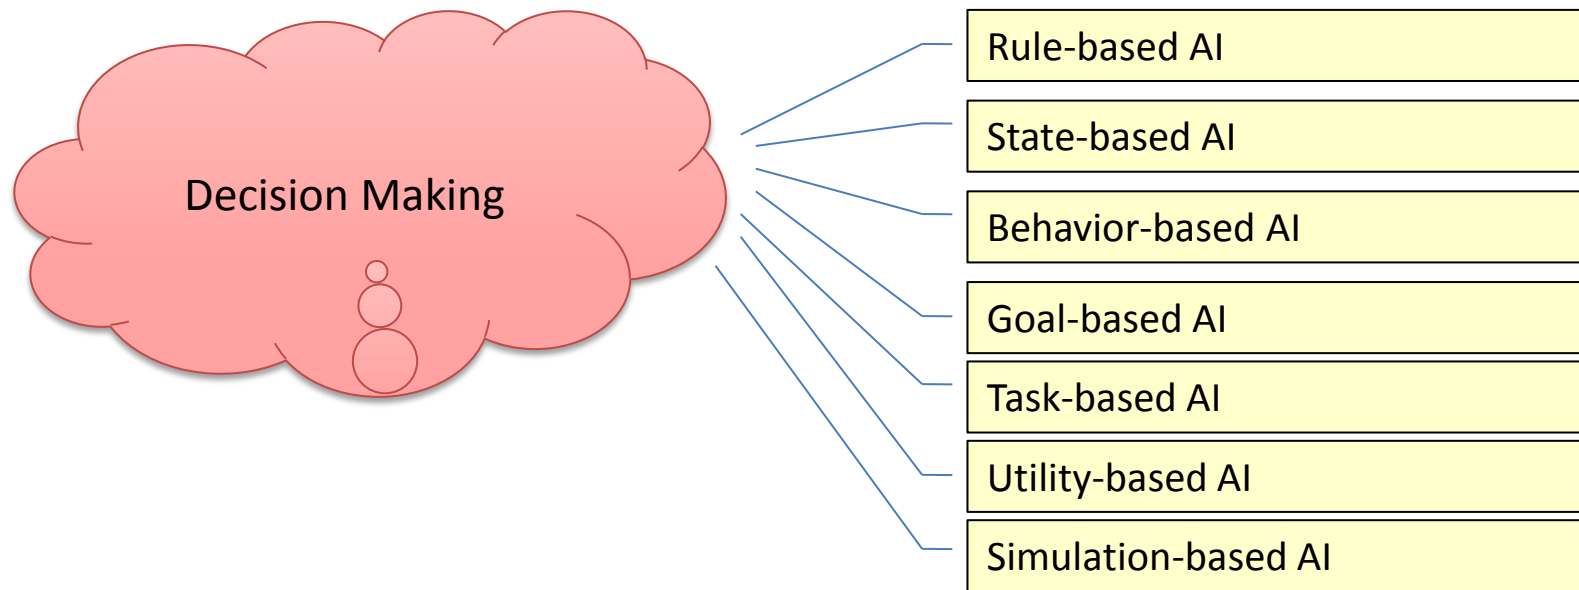 Decision Making
Rule-based AI
State-based AI
Behavior-based AI
Goal-based AI
Task-based AI
Utility-based AI
Simulation-based AI